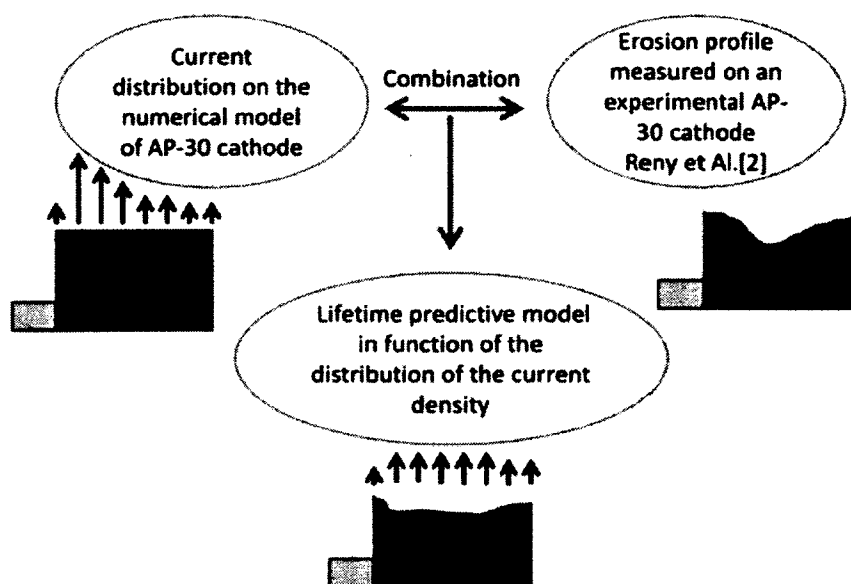 Current
distribution on the
numerical model
of AP-30 cathode
Combination
Erosion profile
measured on an
experimental AP-
30 cathode
Reny et Al.[2]
Lifetime predictive model
in function of the
distribution of the current
density